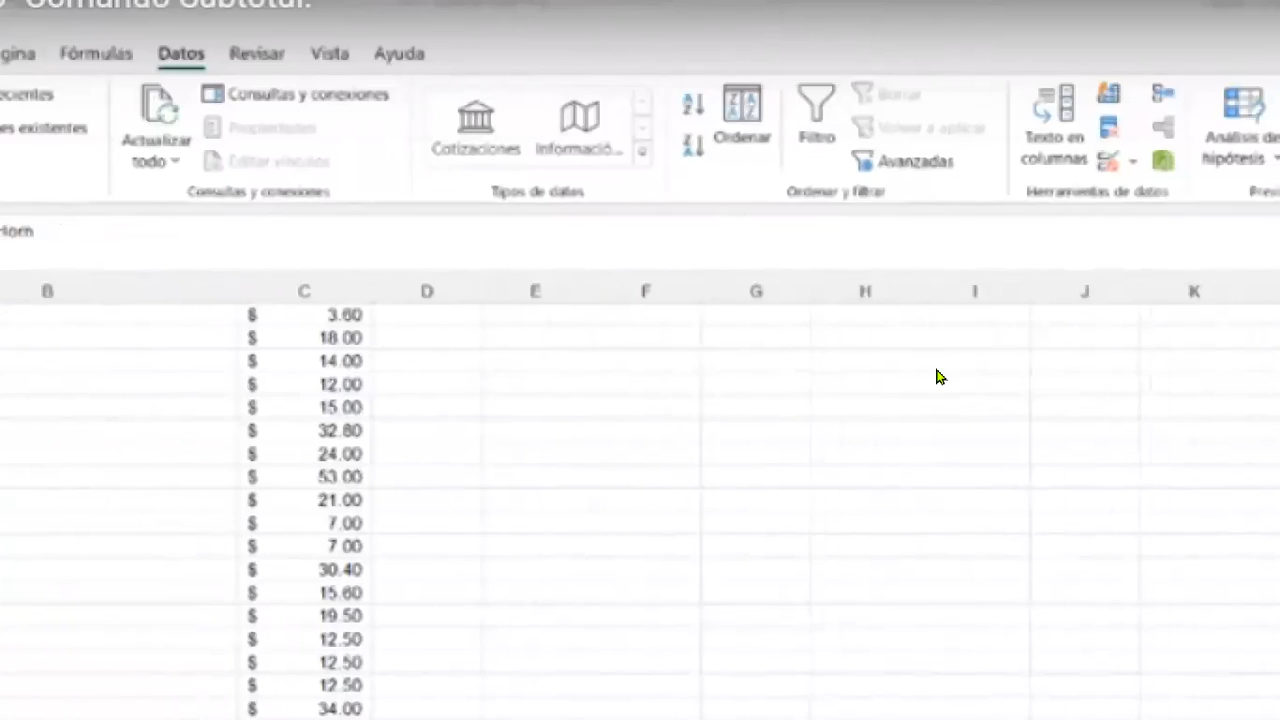 Comando Subtotal.
gina Fórmulas Datos Revisar Vista Ayuda
ecientes
es existentes
Actualizar
todo
Consultas y conexiones
Propiedades
Editar vínculos
Consultas y conexiones
Cotizaciones Informació...
Tipos de datos
Ordenar
Filtro
Borrar
Volver a aplicar
Avanzadas
Ordenar y filtrar
Texto en
columnas
Herramientas de datos
Análisis de
hipótesis
Prev
Horn
B C D E F G H I J K
$ 3.60
$ 18.00
$ 14.00
$ 12.00
$ 15.00
$ 32.80
$ 24.00
$ 53.00
$ 21.00
$ 7.00
$ 7.00
$ 30.40
$ 15.60
$ 19.50
$ 12.50
$ 12.50
$ 12.50
$ 34.00